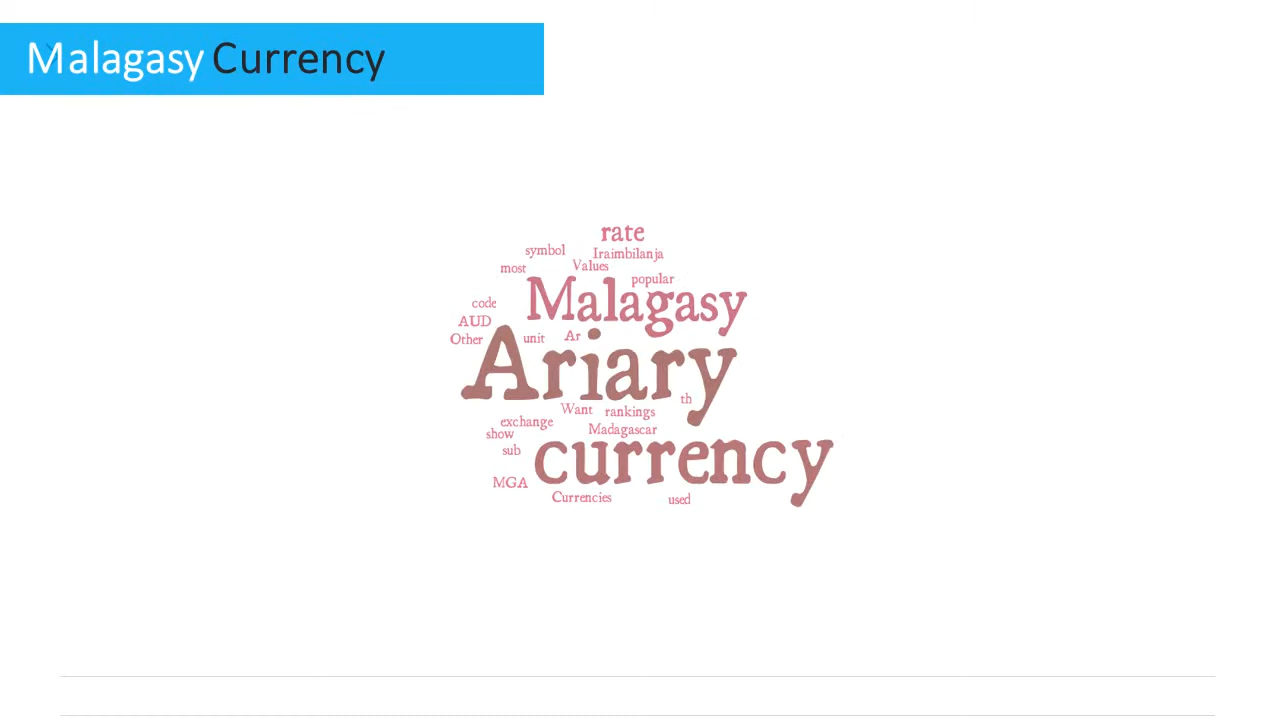 Malagasy Currency
rate
symbol Iraimbilanja
most Values
popular
Malagasy
code
AUD
Other unit Ar
Ariary
th
Want rankings
exchange Madagascar
show
sub
currency
MGA
Currencies used